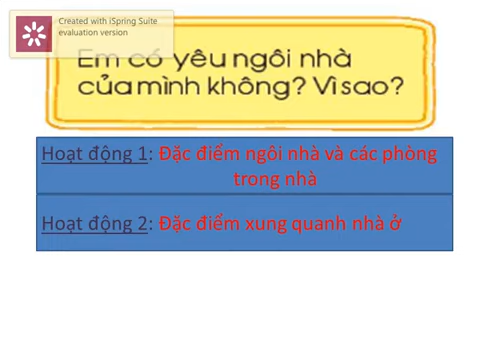 Created with iSpring Suite
evaluation version
Em có yêu ngôi nhà
của mình không? Vì sao?
Hoạt động 1: Đặc điểm ngôi nhà và các phòng
trong nhà
Hoạt động 2: Đặc điểm xung quanh nhà ở